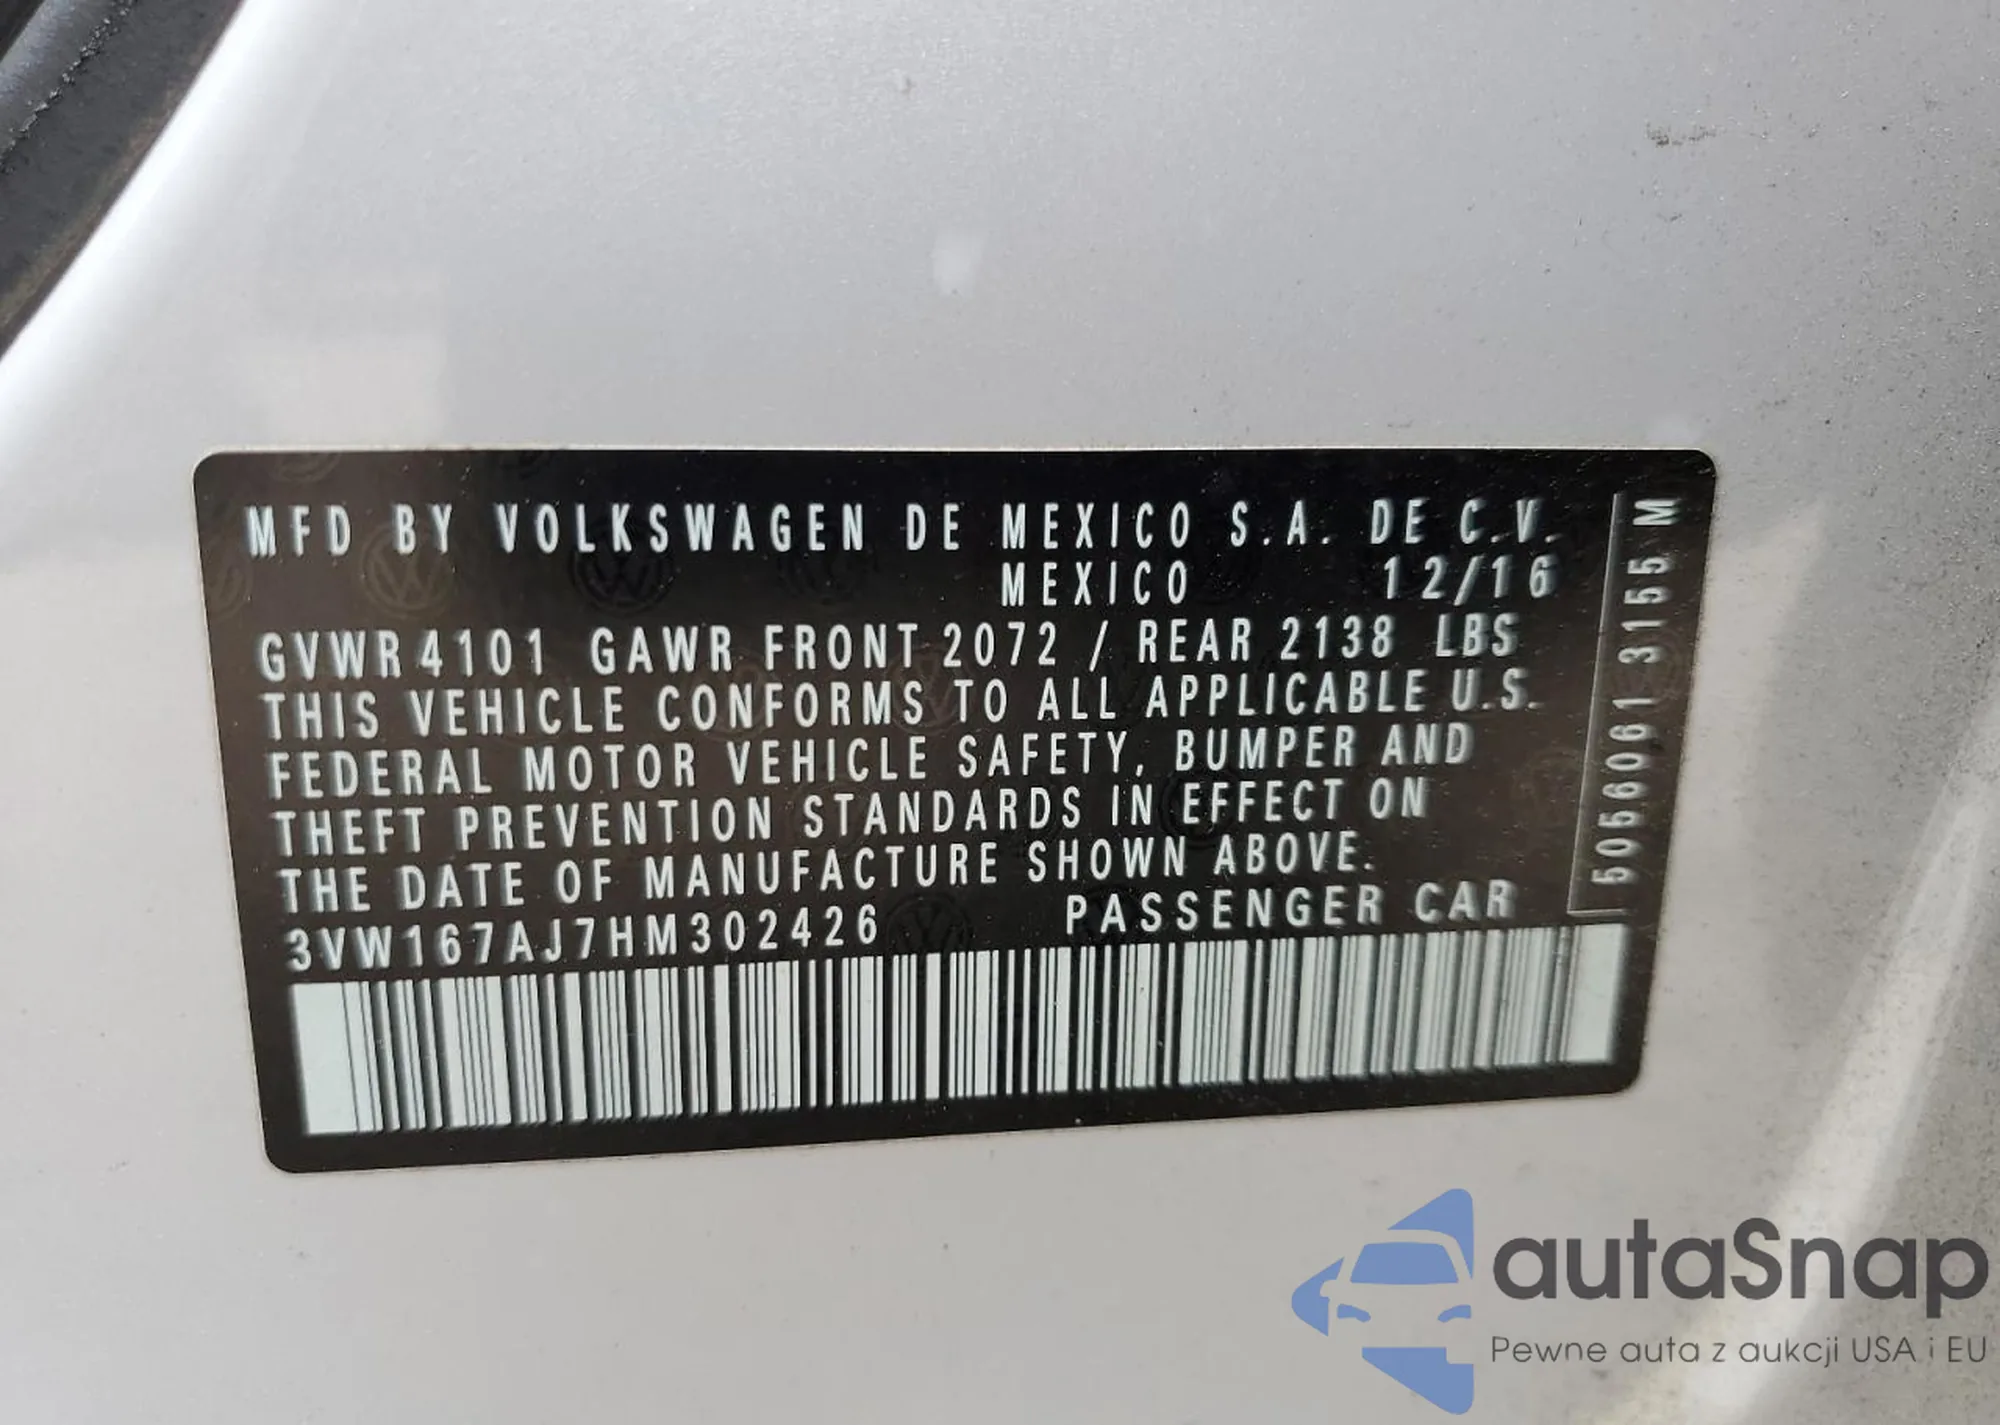 MFD BY VOLKSWAGEN DE MEXICO S.A. DE C.V.
MEXICO 12/16
GVWR 4101 GAWR FRONT 2072 / REAR 2138 LBS
THIS VEHICLE CONFORMS TO ALL APPLICABLE U.S.
FEDERAL MOTOR VEHICLE SAFETY, BUMPER AND
THEFT PREVENTION STANDARDS IN EFFECT ON
THE DATE OF MANUFACTURE SHOWN ABOVE.
3VW167AJ7HM302426 PASSENGER CAR
5056061 3155 M
autaSnap
Pewne auta z aukcji USA i EU